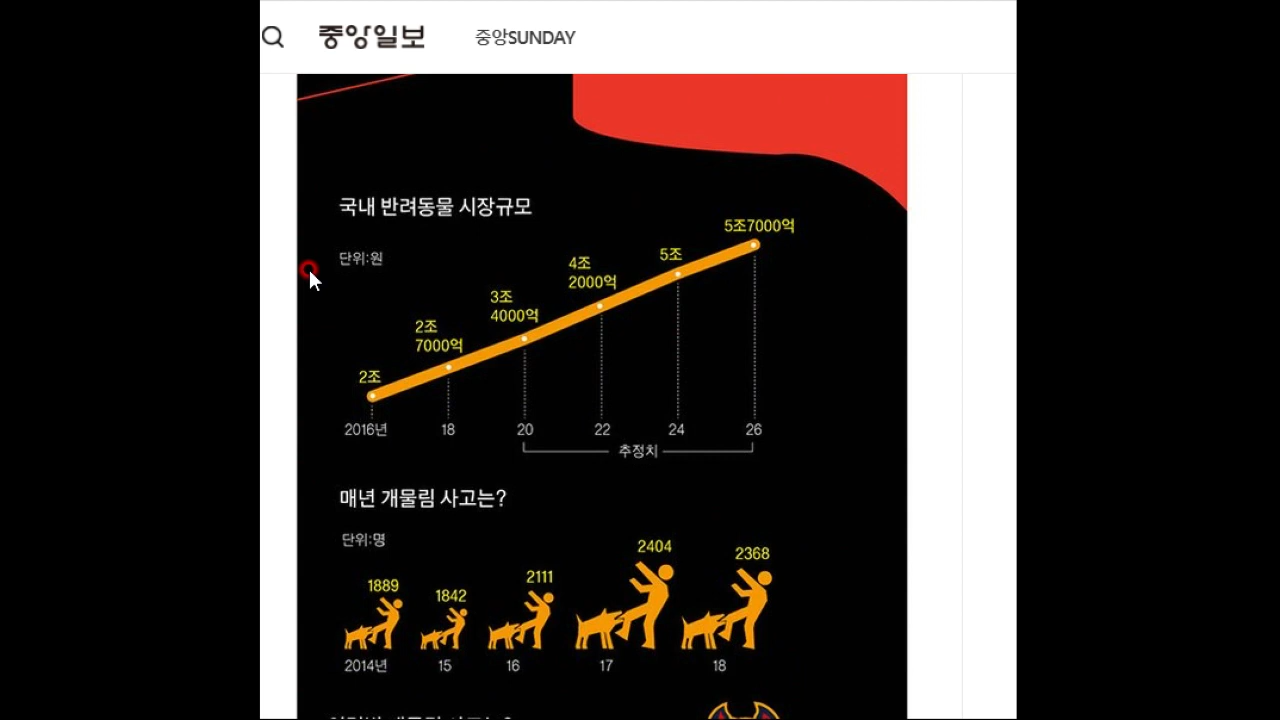 중앙일보
중앙SUNDAY
국내 반려동물 시장규모
단위:원
5조7000억
5조
4조
2000억
3조
4000억
2조
7000억
2조
2016년 18 20 22 24 26
추정치
매년 개물림 사고는?
단위:명
1889 1842 2111 2404 2368
2014년 15 16 17 18